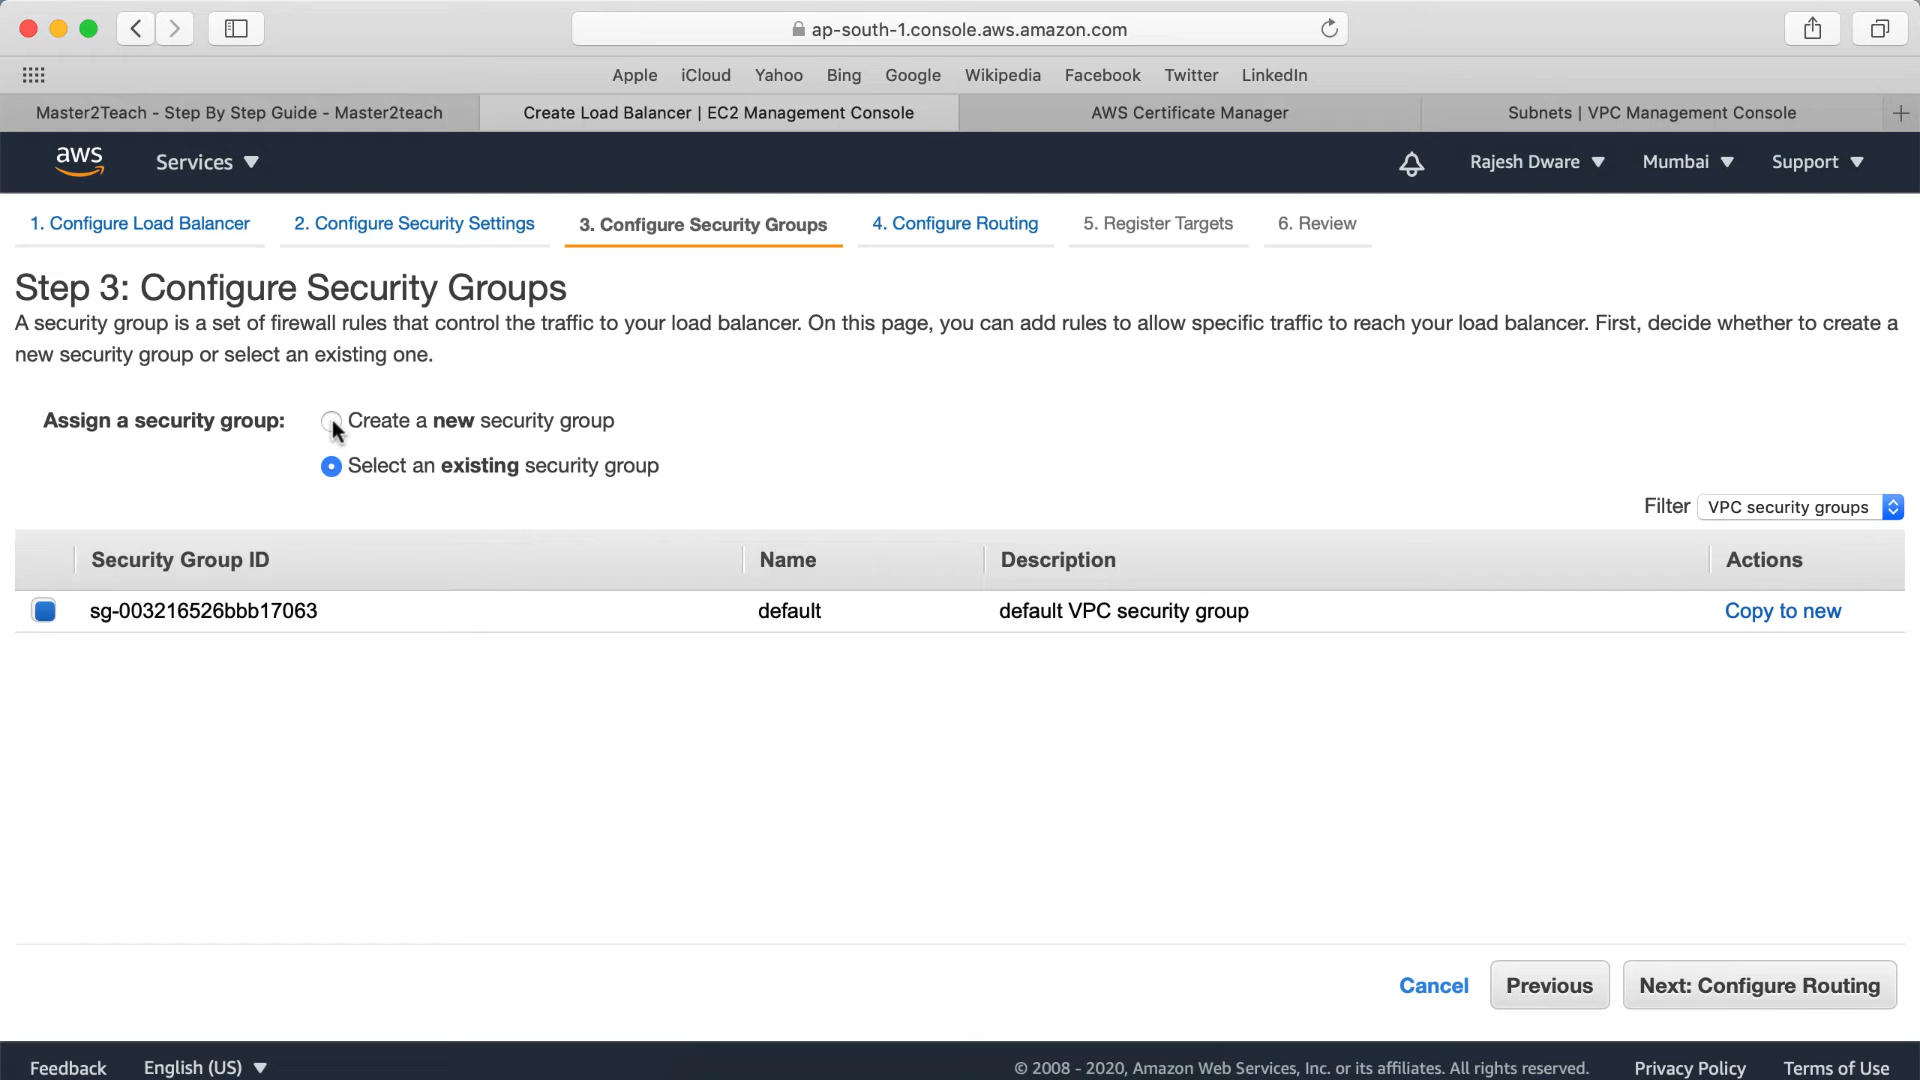 ap-south-1.console.aws.amazon.com
Apple iCloud Yahoo Bing Google Wikipedia Facebook Twitter LinkedIn
Master2Teach - Step By Step Guide - Master2teach
Create Load Balancer | EC2 Management Console
AWS Certificate Manager
Subnets | VPC Management Console
aws Services Rajesh Dware Mumbai Support
1. Configure Load Balancer 2. Configure Security Settings 3. Configure Security Groups 4. Configure Routing 5. Register Targets 6. Review
Step 3: Configure Security Groups
A security group is a set of firewall rules that control the traffic to your load balancer. On this page, you can add rules to allow specific traffic to reach your load balancer. First, decide whether to create a
new security group or select an existing one.
Assign a security group: Create a new security group
Select an existing security group
Filter VPC security groups
Security Group ID Name Description Actions
sg-003216526bbb17063 default default VPC security group Copy to new
Cancel Previous Next: Configure Routing
Feedback English (US) © 2008 - 2020, Amazon Web Services, Inc. or its affiliates. All rights reserved. Privacy Policy Terms of Use